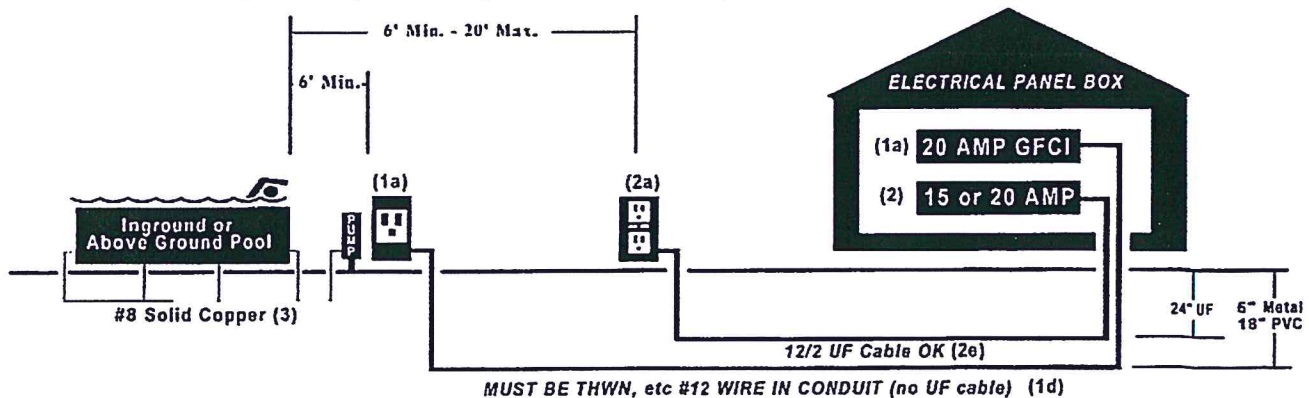 6' Min. - 20' Max.
6' Min.
ELECTRICAL PANEL BOX
(1a) 20 AMP GFCI
(2) 15 or 20 AMP
(1a)
(2a)
Inground or
Above Ground Pool
PUMP
#8 Solid Copper (3)
24" UF
6" Metal
18" PVC
12/2 UF Cable OK (2e)
MUST BE THWN, etc #12 WIRE IN CONDUIT (no UF cable) (1d)